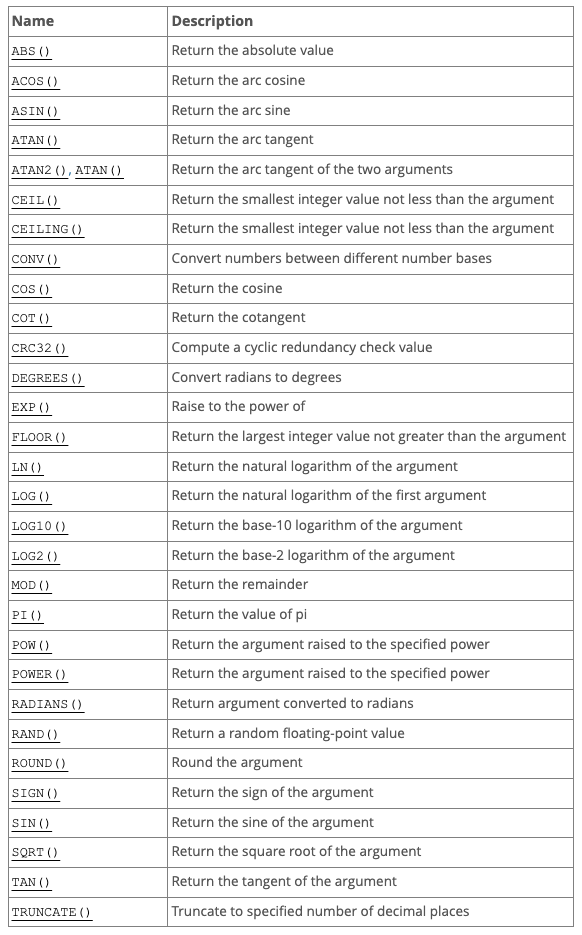 Name Description
ABS() Return the absolute value
ACOS() Return the arc cosine
ASIN() Return the arc sine
ATAN() Return the arc tangent
ATAN2(), ATAN() Return the arc tangent of the two arguments
CEIL() Return the smallest integer value not less than the argument
CEILING() Return the smallest integer value not less than the argument
CONV() Convert numbers between different number bases
COS() Return the cosine
COT() Return the cotangent
CRC32() Compute a cyclic redundancy check value
DEGREES() Convert radians to degrees
EXP() Raise to the power of
FLOOR() Return the largest integer value not greater than the argument
LN() Return the natural logarithm of the argument
LOG() Return the natural logarithm of the first argument
LOG10() Return the base-10 logarithm of the argument
LOG2() Return the base-2 logarithm of the argument
MOD() Return the remainder
PI() Return the value of pi
POW() Return the argument raised to the specified power
POWER() Return the argument raised to the specified power
RADIANS() Return argument converted to radians
RAND() Return a random floating-point value
ROUND() Round the argument
SIGN() Return the sign of the argument
SIN() Return the sine of the argument
SQRT() Return the square root of the argument
TAN() Return the tangent of the argument
TRUNCATE() Truncate to specified number of decimal places